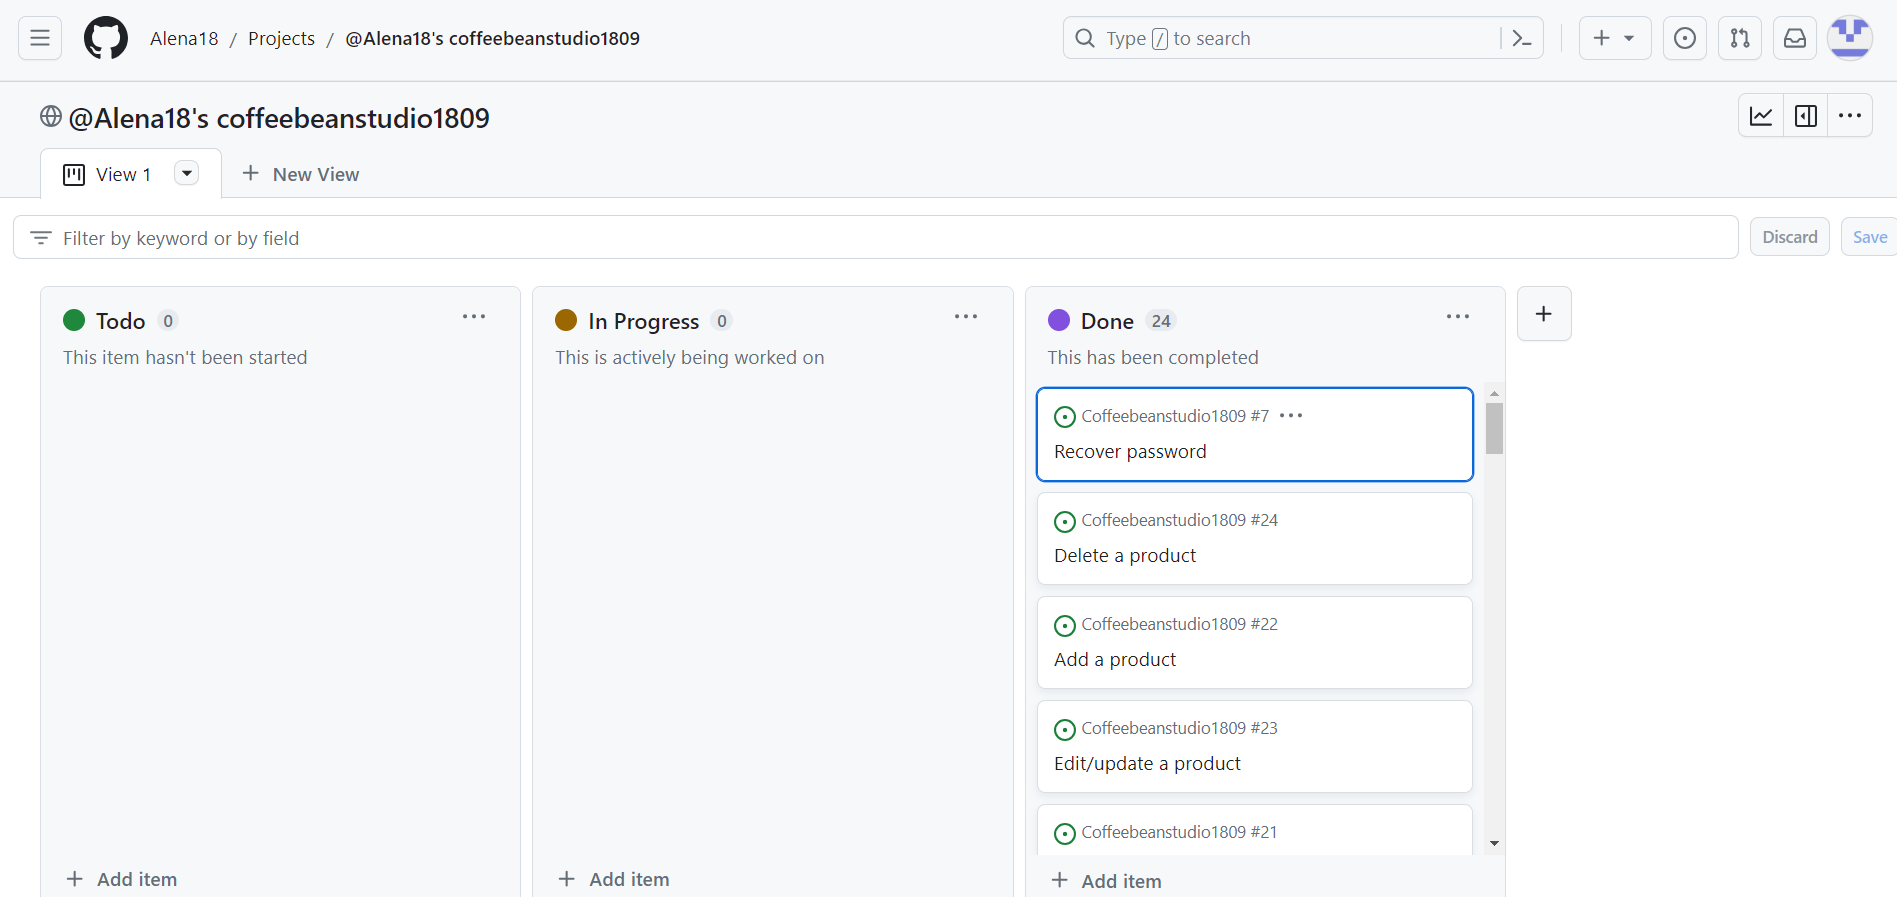 Alena18 / Projects / @Alena18's coffeebeanstudio1809
Type / to search
@Alena18's coffeebeanstudio1809
View 1
New View
Filter by keyword or by field
Discard
Save
Todo 0
This item hasn't been started
Add item
In Progress 0
This is actively being worked on
Add item
Done 24
This has been completed
Coffeebeanstudio1809 #7
Recover password
Coffeebeanstudio1809 #24
Delete a product
Coffeebeanstudio1809 #22
Add a product
Coffeebeanstudio1809 #23
Edit/update a product
Coffeebeanstudio1809 #21
Add item